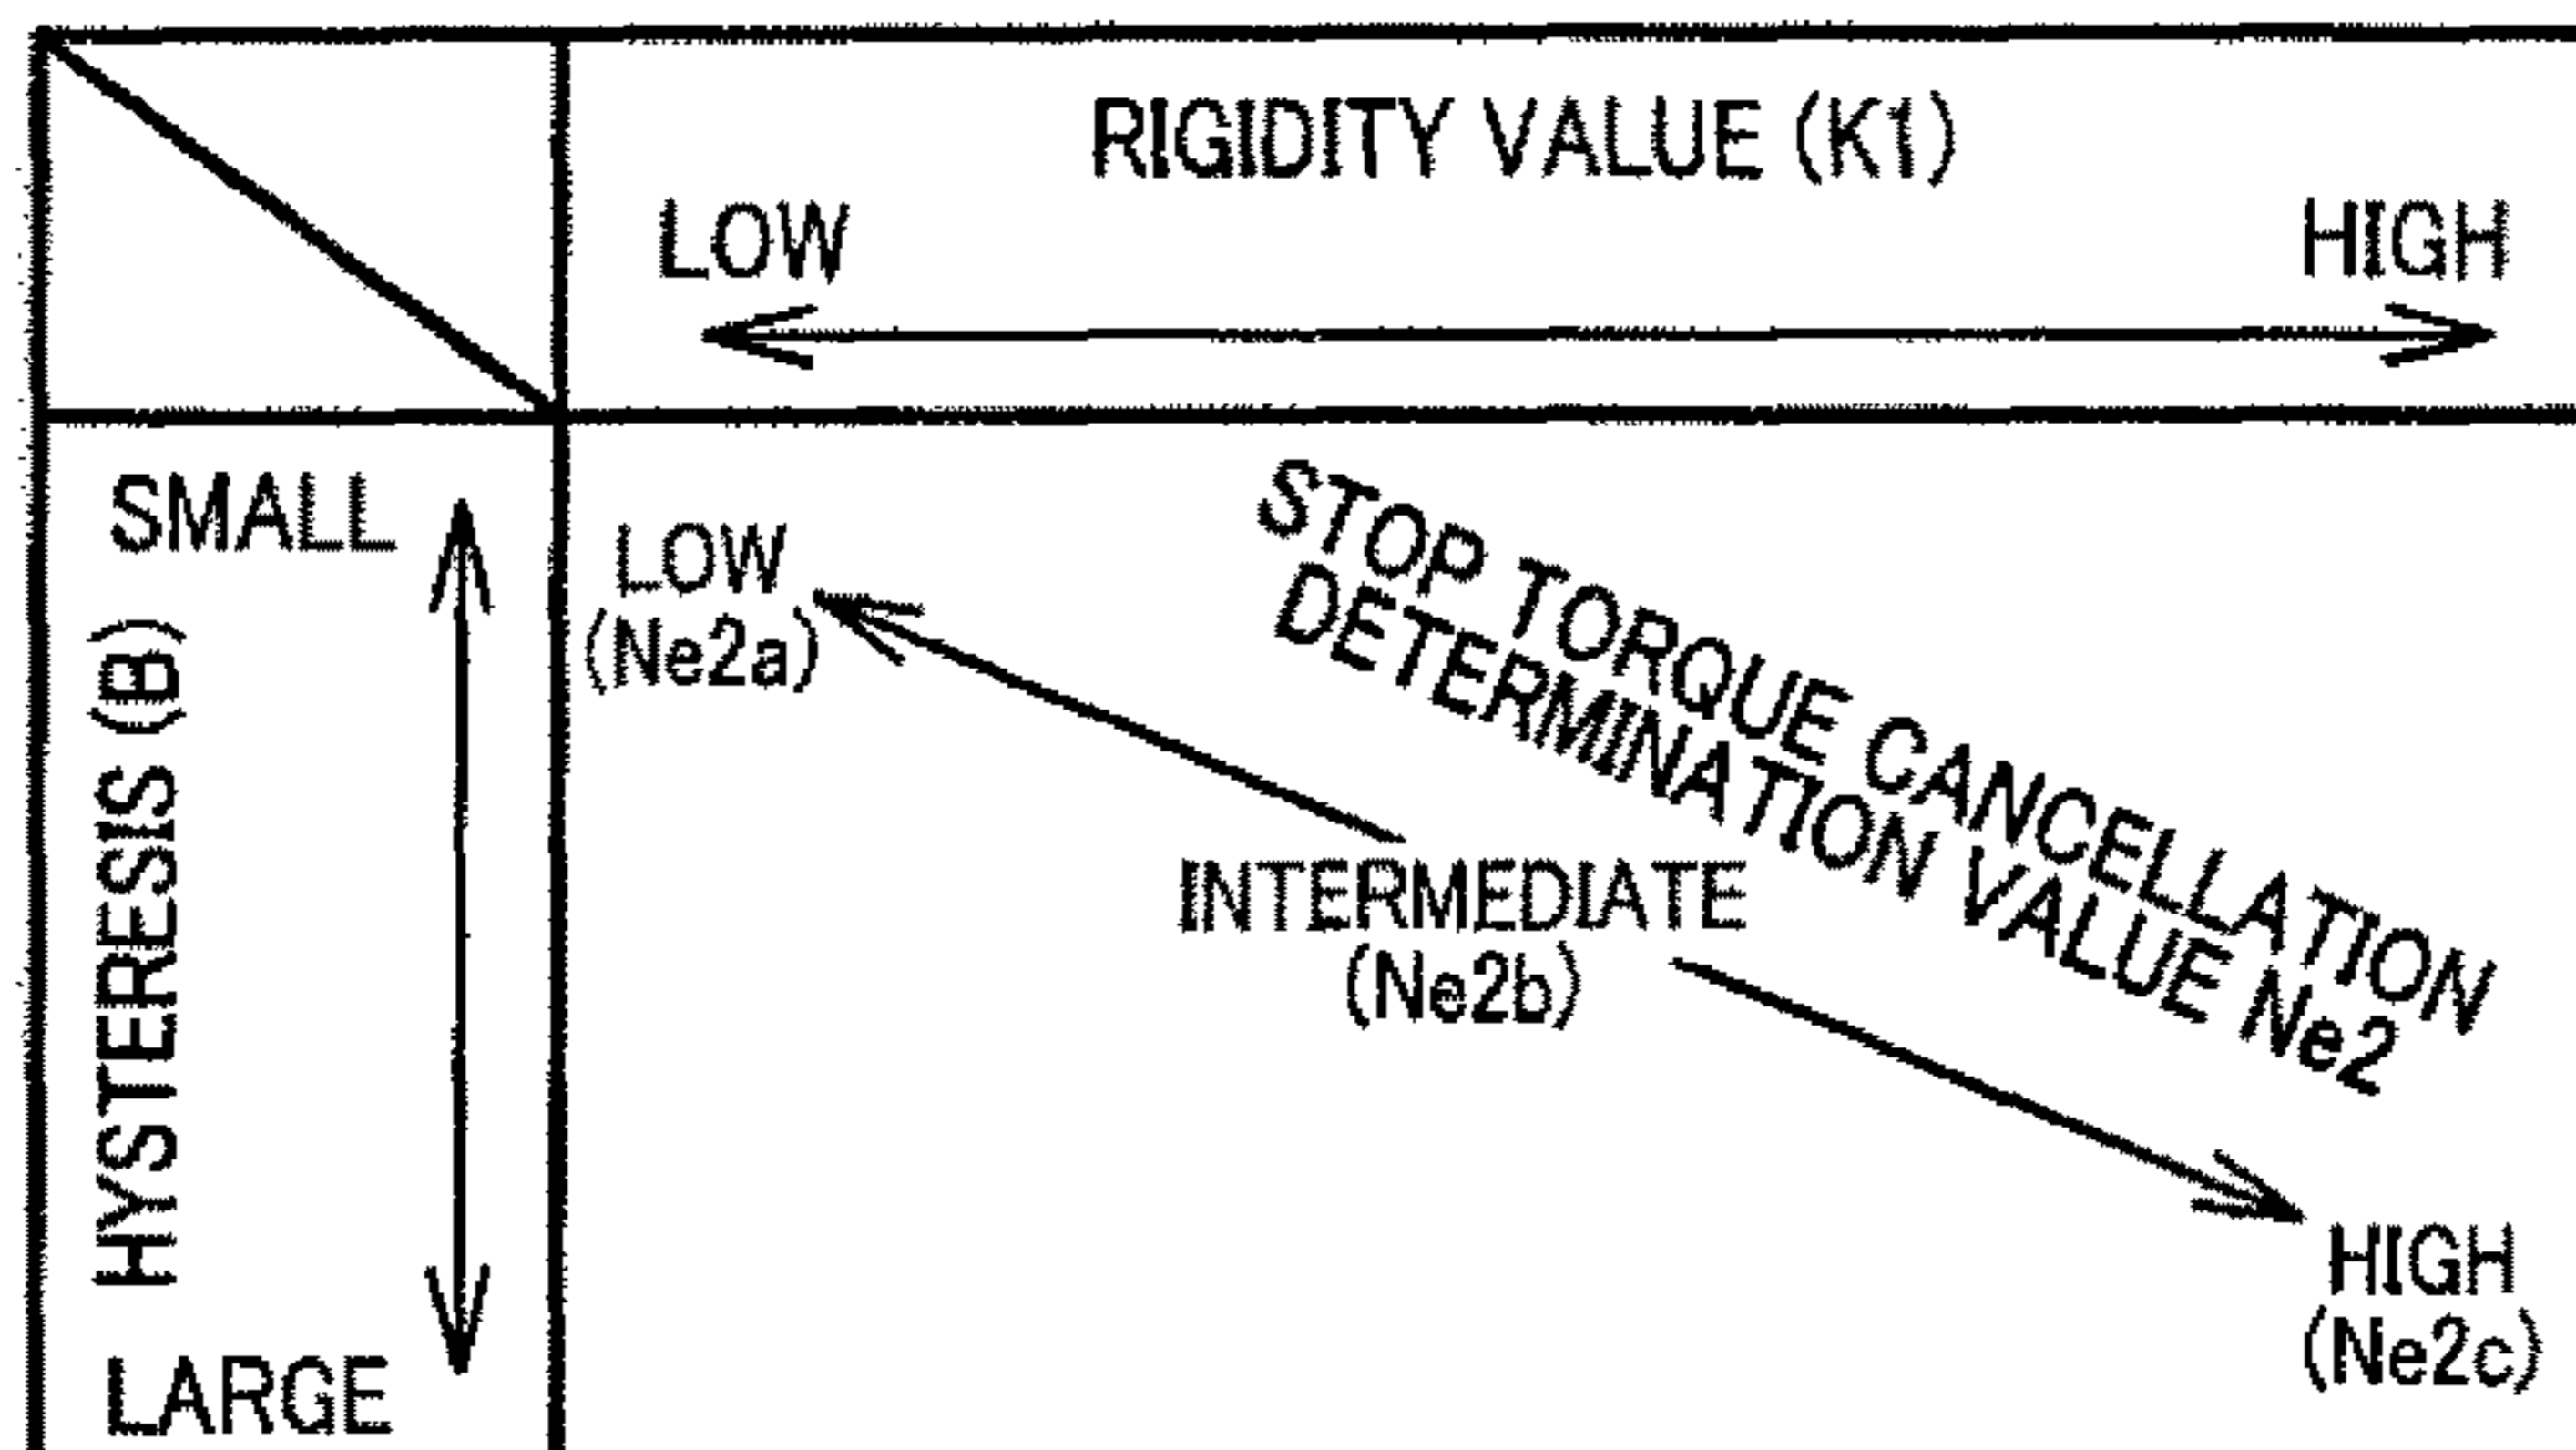 RIGIDITY VALUE (K1)
LOW
HIGH
SMALL
HYSTERESIS (B)
LARGE
LOW
(Ne2a)
STOP TORQUE CANCELLATION
DETERMINATION VALUE Ne2
INTERMEDIATE
(Ne2b)
HIGH
(Ne2c)